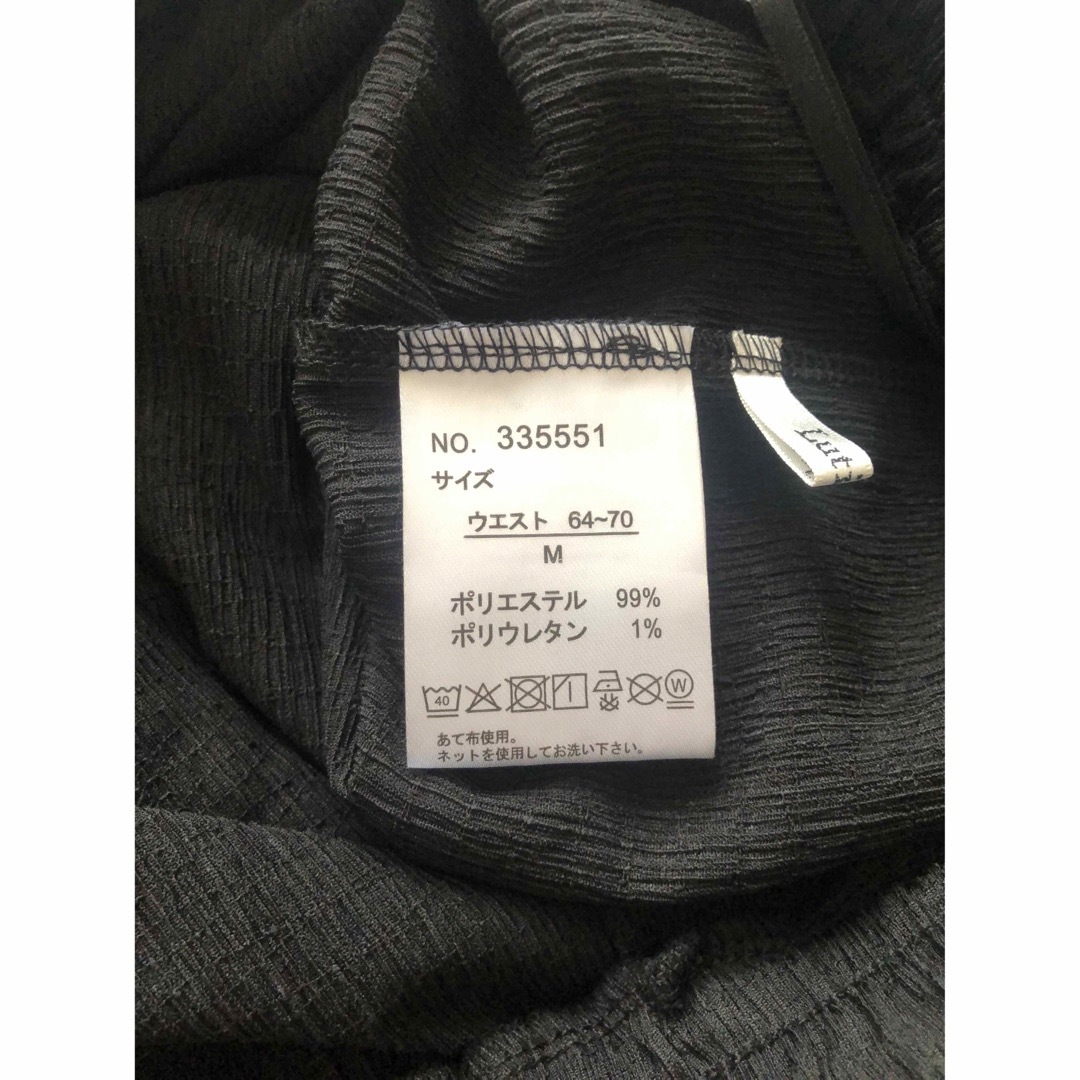 NO. 335551
サイズ
ウエスト 64~70
M
ポリエステル 99%
ポリウレタン 1%
40 W
あて布使用。
ネットを使用してお洗い下さい。